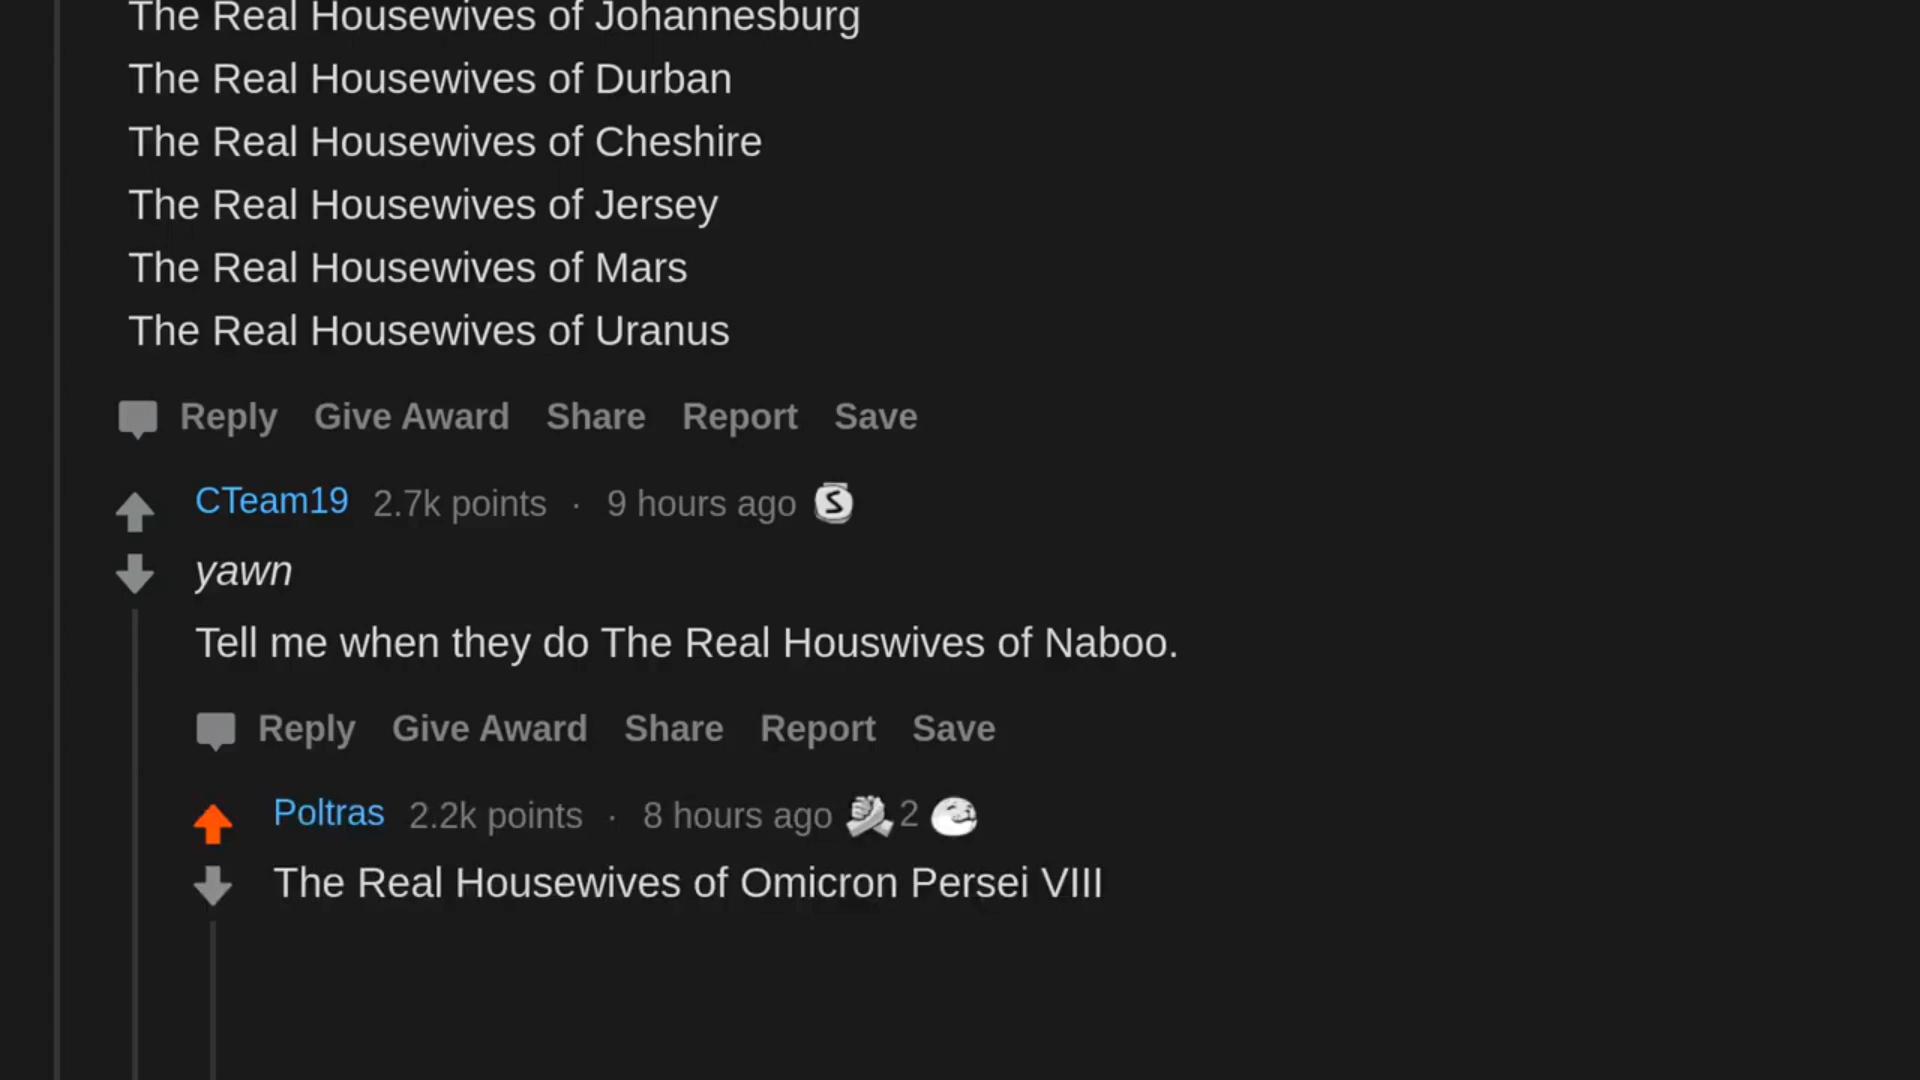 The Real Housewives of Johannesburg
The Real Housewives of Durban
The Real Housewives of Cheshire
The Real Housewives of Jersey
The Real Housewives of Mars
The Real Housewives of Uranus
Reply Give Award Share Report Save
CTeam19 2.7k points · 9 hours ago S
yawn
Tell me when they do The Real Houswives of Naboo.
Reply Give Award Share Report Save
Poltras 2.2k points · 8 hours ago 2
The Real Housewives of Omicron Persei VIII